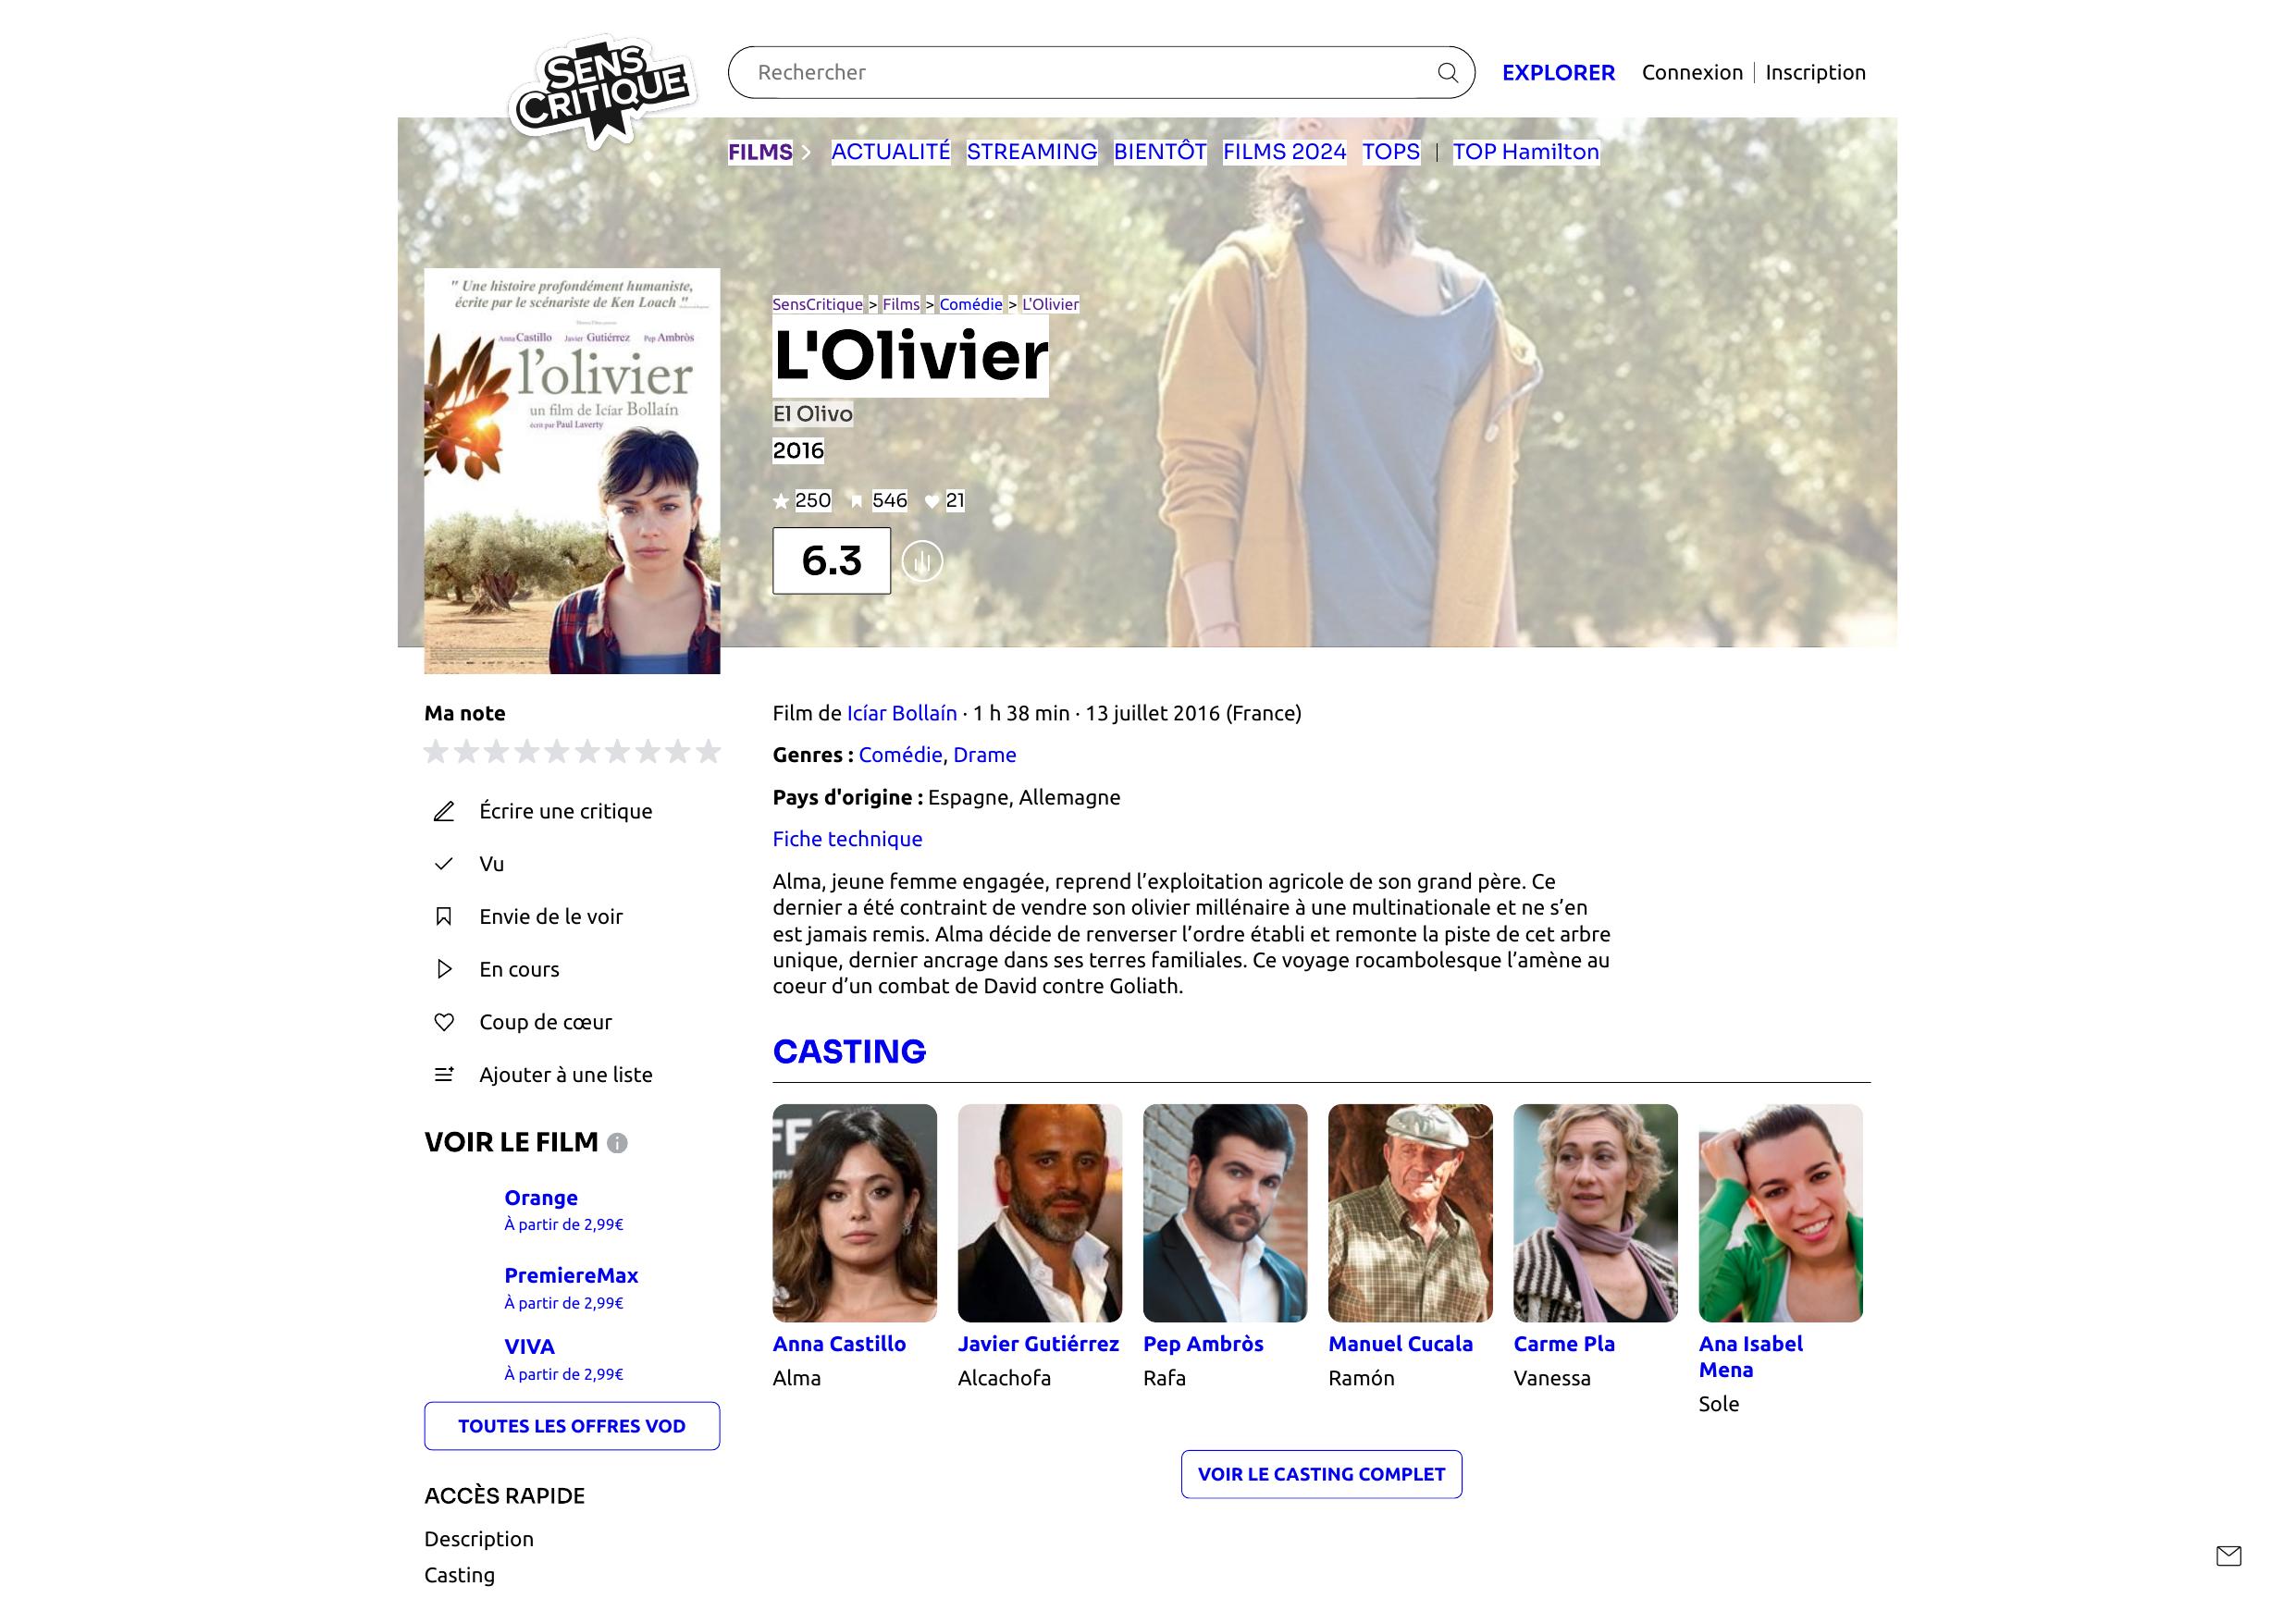 SENS
CRITIQUE
Rechercher
EXPLORER
Connexion | Inscription
FILMS
ACTUALITÉ
STREAMING
BIENTÔT
FILMS 2024
TOPS
| TOP Hamilton
" Une histoire profondément humaniste,
écrite par le scénariste de Ken Loach "
Anna Castillo Javier Gutiérrez Pep Ambròs
l'olivier
un film de Icíar Bollaín
écrit par Paul Laverty
SensCritique > Films > Comédie > L'Olivier
L'Olivier
El Olivo
2016
250 546 21
6.3
Ma note
Écrire une critique
Vu
Envie de le voir
En cours
Coup de cœur
Ajouter à une liste
VOIR LE FILM
Orange
À partir de 2,99€
PremiereMax
À partir de 2,99€
VIVA
À partir de 2,99€
TOUTES LES OFFRES VOD
ACCÈS RAPIDE
Description
Casting
Film de Icíar Bollaín · 1 h 38 min · 13 juillet 2016 (France)
Genres : Comédie, Drame
Pays d'origine : Espagne, Allemagne
Fiche technique
Alma, jeune femme engagée, reprend l’exploitation agricole de son grand père. Ce
dernier a été contraint de vendre son olivier millénaire à une multinationale et ne s’en
est jamais remis. Alma décide de renverser l’ordre établi et remonte la piste de cet arbre
unique, dernier ancrage dans ses terres familiales. Ce voyage rocambolesque l’amène au
coeur d’un combat de David contre Goliath.
CASTING
Anna Castillo
Alma
Javier Gutiérrez
Alcachofa
Pep Ambròs
Rafa
Manuel Cucala
Ramón
Carme Pla
Vanessa
Ana Isabel
Mena
Sole
VOIR LE CASTING COMPLET